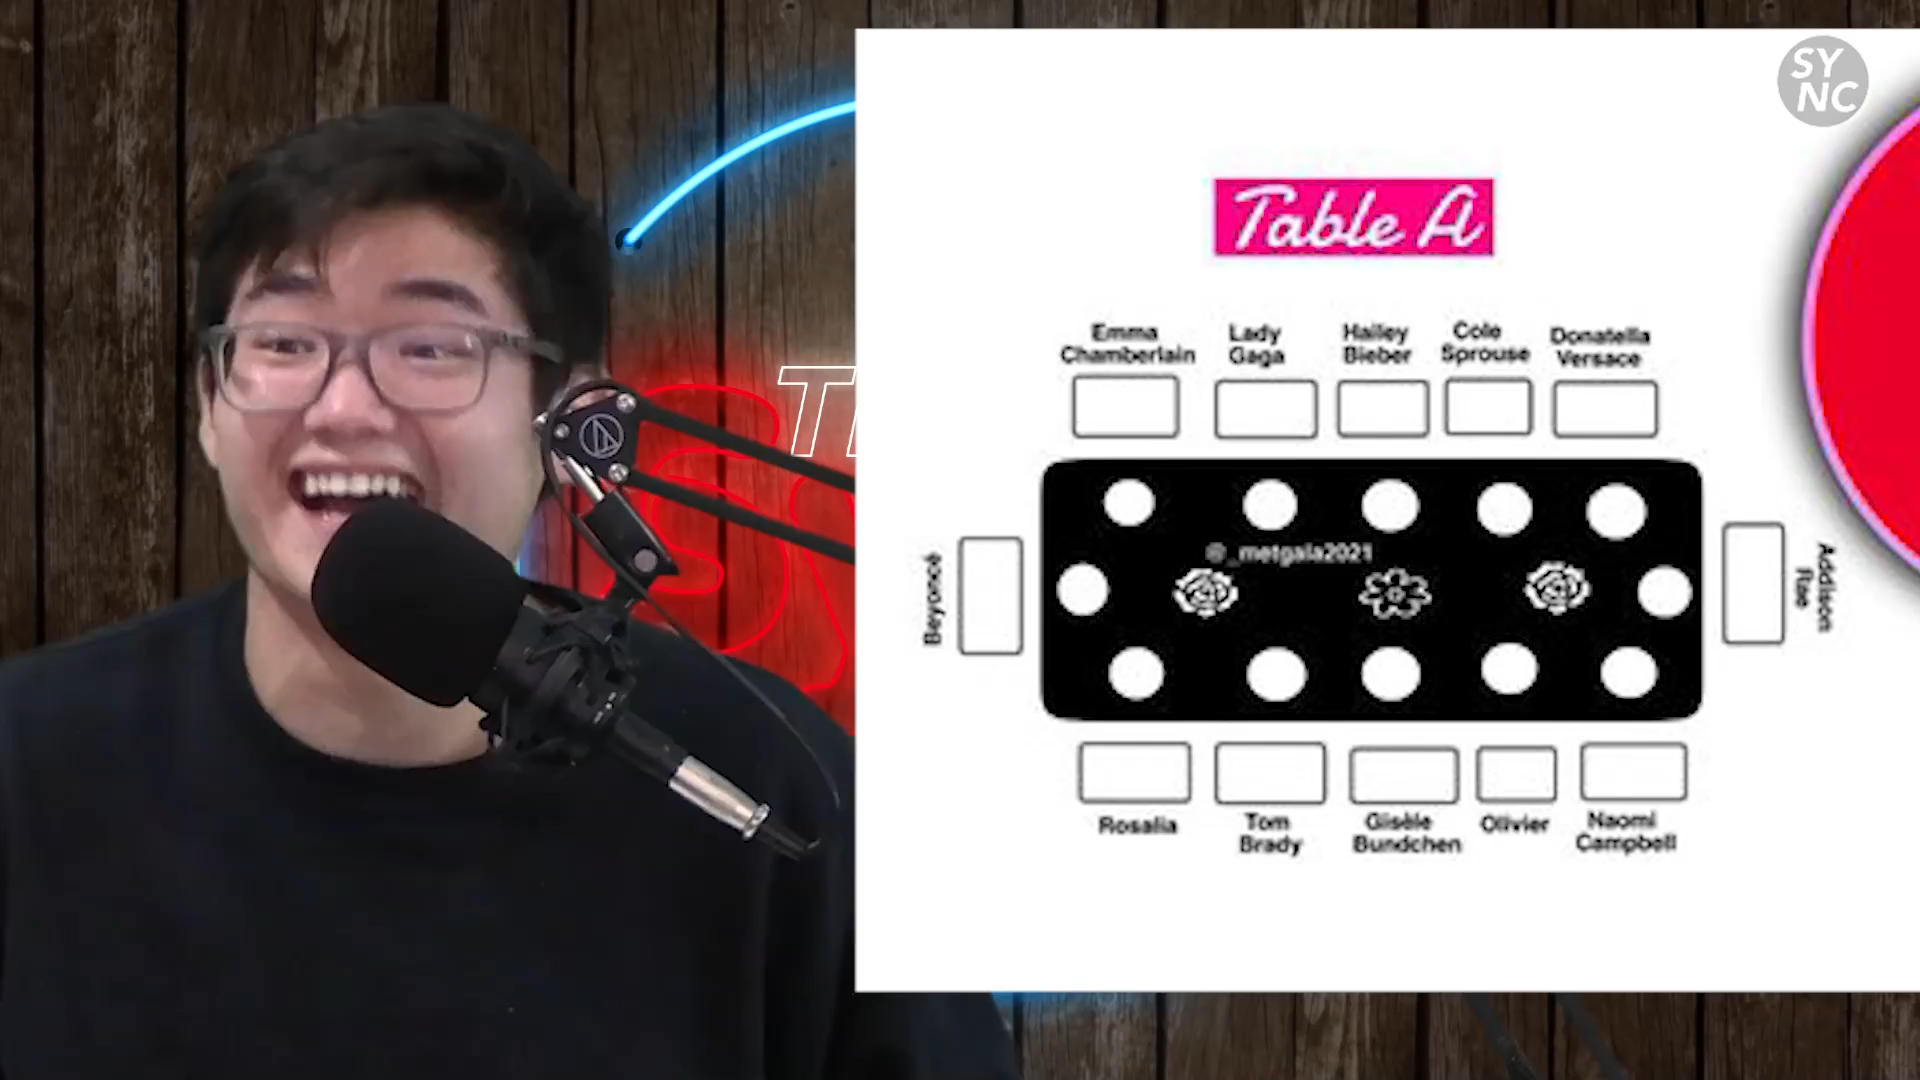 SY
NC
Table A
Emma
Chamberlain
Lady
Gaga
Hailey
Bieber
Cole
Sprouse
Donatella
Versace
@_metgala2021
Beyoncé
Addison
Rae
Rosalia
Tom
Brady
Gisèle
Bundchen
Olivier
Naomi
Campbell